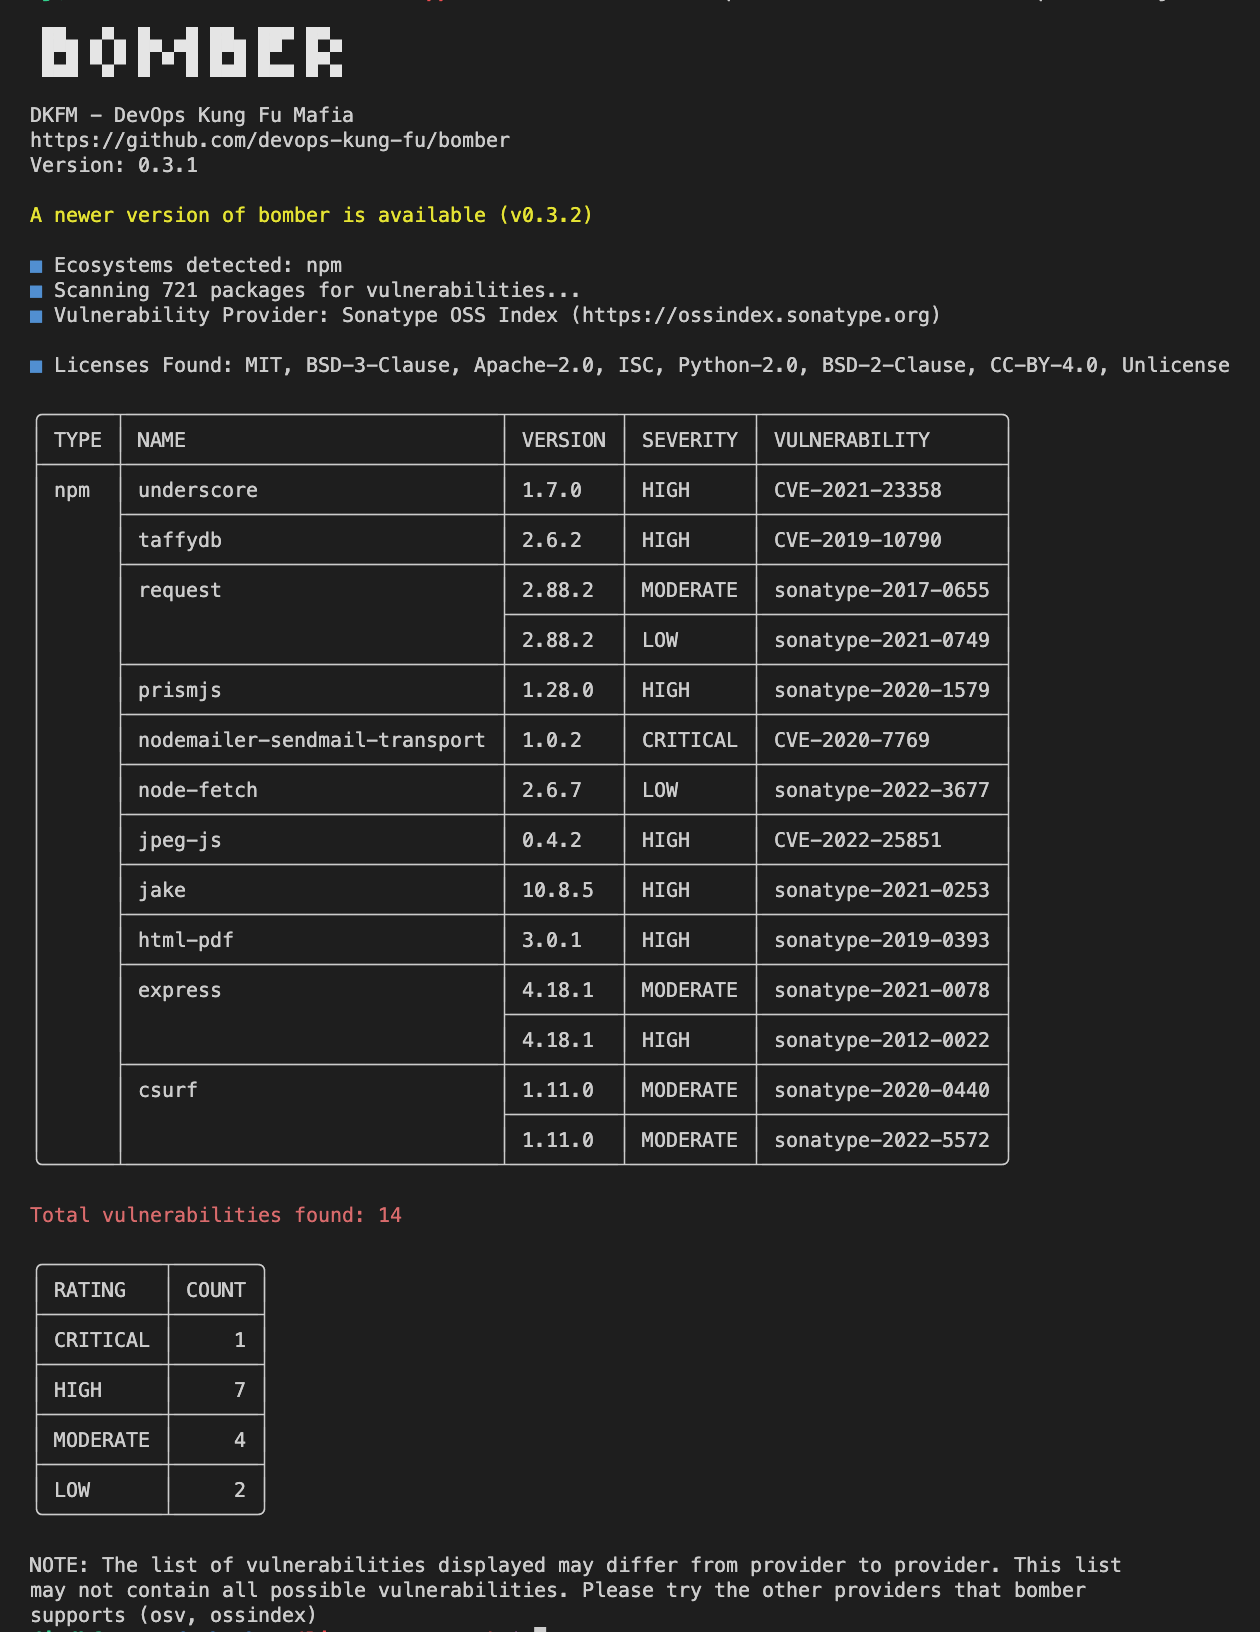 BOMBER
DKFM - DevOps Kung Fu Mafia
https://github.com/devops-kung-fu/bomber
Version: 0.3.1
A newer version of bomber is available (v0.3.2)
■ Ecosystems detected: npm
■ Scanning 721 packages for vulnerabilities...
■ Vulnerability Provider: Sonatype OSS Index (https://ossindex.sonatype.org)
■ Licenses Found: MIT, BSD-3-Clause, Apache-2.0, ISC, Python-2.0, BSD-2-Clause, CC-BY-4.0, Unlicense
TYPE NAME VERSION SEVERITY VULNERABILITY
npm underscore 1.7.0 HIGH CVE-2021-23358
taffydb 2.6.2 HIGH CVE-2019-10790
request 2.88.2 MODERATE sonatype-2017-0655
2.88.2 LOW sonatype-2021-0749
prismjs 1.28.0 HIGH sonatype-2020-1579
nodemailer-sendmail-transport 1.0.2 CRITICAL CVE-2020-7769
node-fetch 2.6.7 LOW sonatype-2022-3677
jpeg-js 0.4.2 HIGH CVE-2022-25851
jake 10.8.5 HIGH sonatype-2021-0253
html-pdf 3.0.1 HIGH sonatype-2019-0393
express 4.18.1 MODERATE sonatype-2021-0078
4.18.1 HIGH sonatype-2012-0022
csurf 1.11.0 MODERATE sonatype-2020-0440
1.11.0 MODERATE sonatype-2022-5572
Total vulnerabilities found: 14
RATING COUNT
CRITICAL 1
HIGH 7
MODERATE 4
LOW 2
NOTE: The list of vulnerabilities displayed may differ from provider to provider. This list
may not contain all possible vulnerabilities. Please try the other providers that bomber
supports (osv, ossindex)